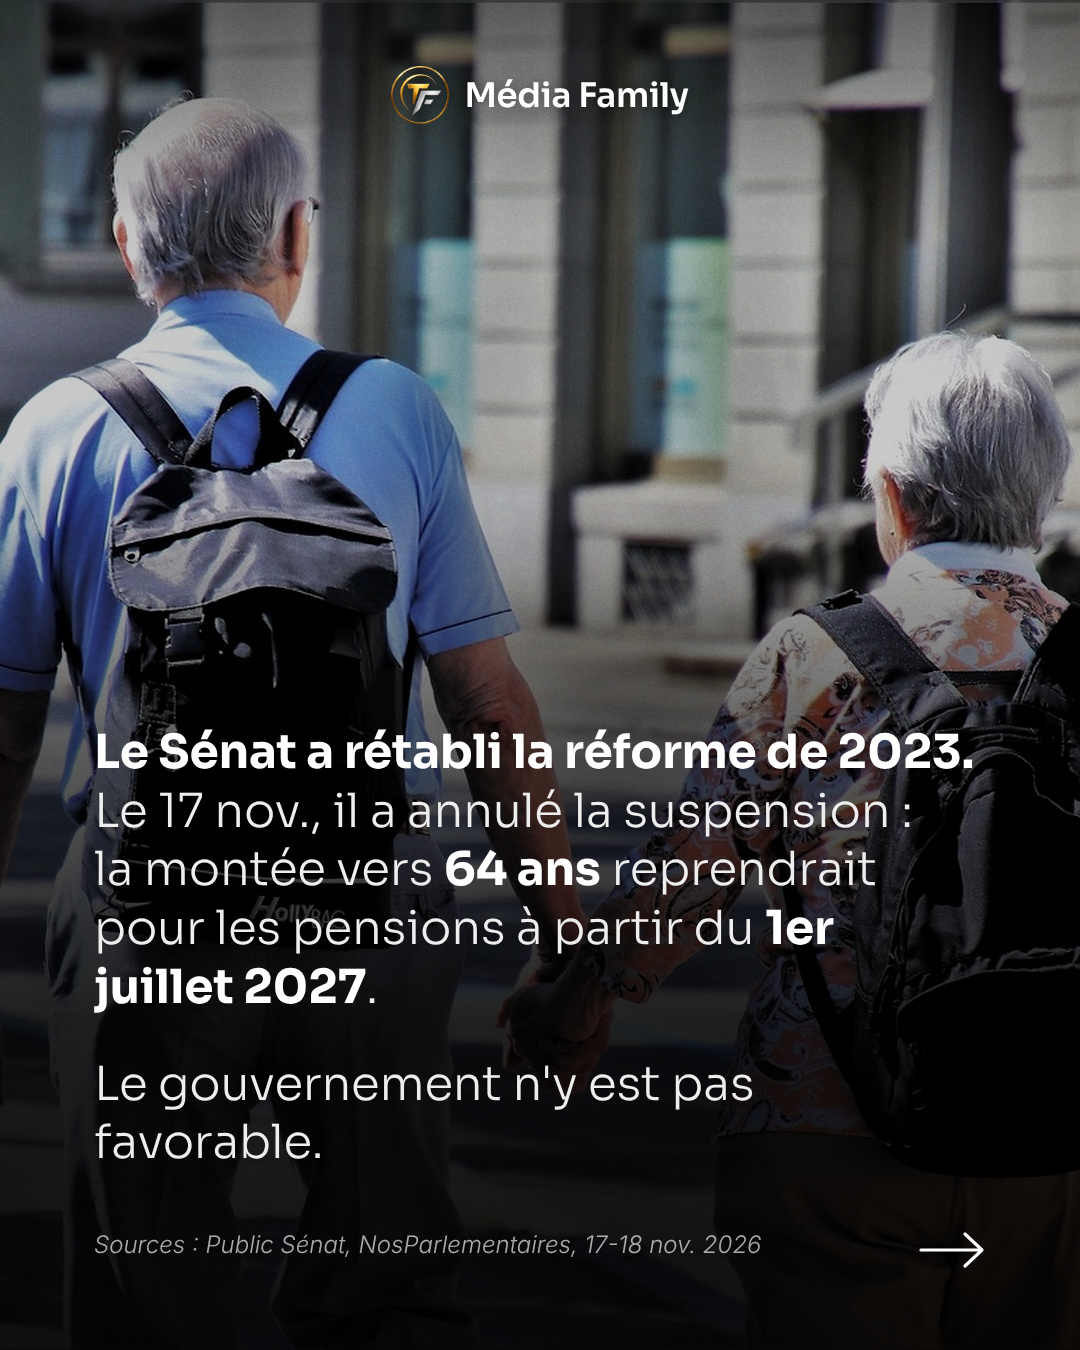 Média Family
Le Sénat a rétabli la réforme de 2023.
Le 17 nov., il a annulé la suspension :
la montée vers 64 ans reprendrait
pour les pensions à partir du 1er
juillet 2027.
Le gouvernement n'y est pas
favorable.
Sources : Public Sénat, NosParlementaires, 17-18 nov. 2026
TF
HollyBAG